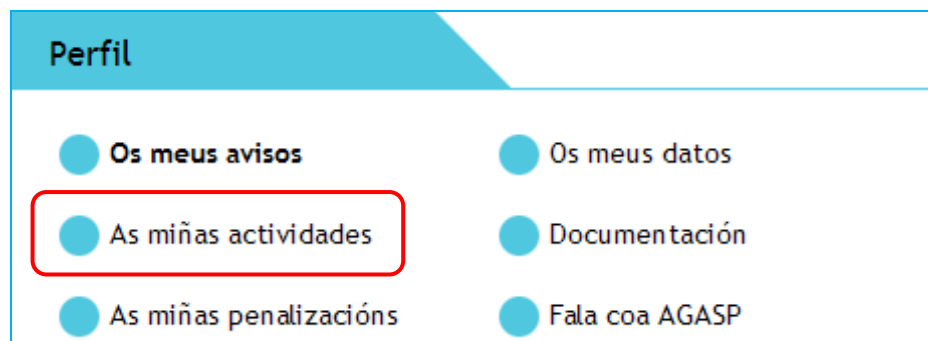 Perfil
Os meus avisos
Os meus datos
As miñas actividades
Documentación
As miñas penalizacións
Fala coa AGASP